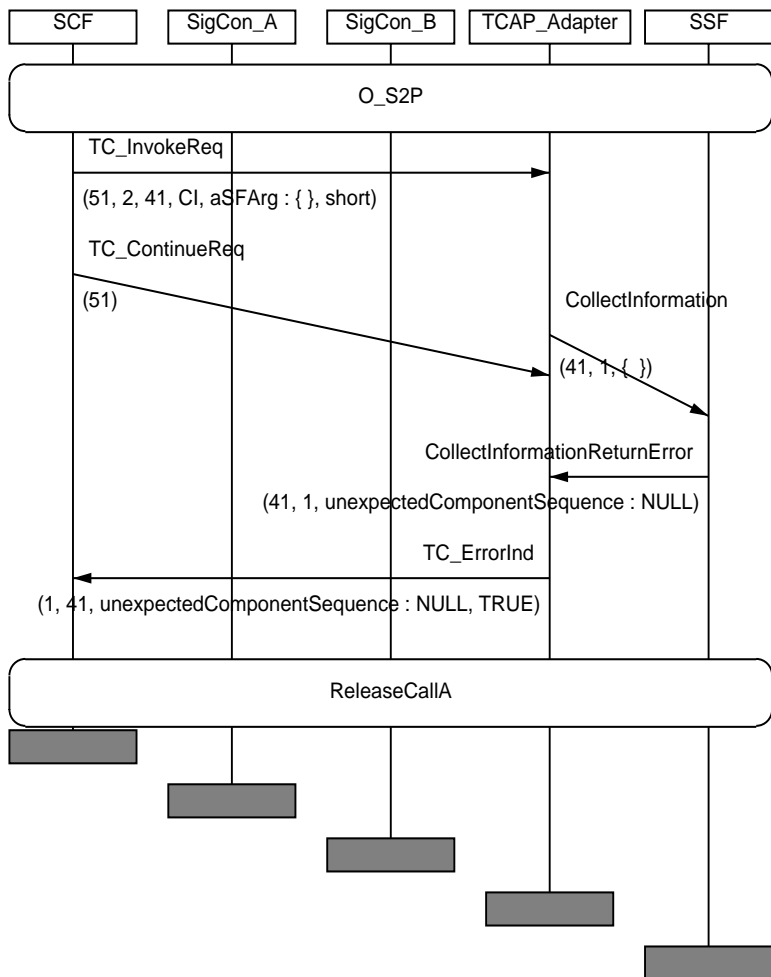 SCF SigCon_A SigCon_B TCAP_Adapter SSF
O_S2P
TC_InvokeReq
(51, 2, 41, CI, aSFArg : { }, short)
TC_ContinueReq
(51)
CollectInformation
(41, 1, { })
CollectInformationReturnError
(41, 1, unexpectedComponentSequence : NULL)
TC_ErrorInd
(1, 41, unexpectedComponentSequence : NULL, TRUE)
ReleaseCallA